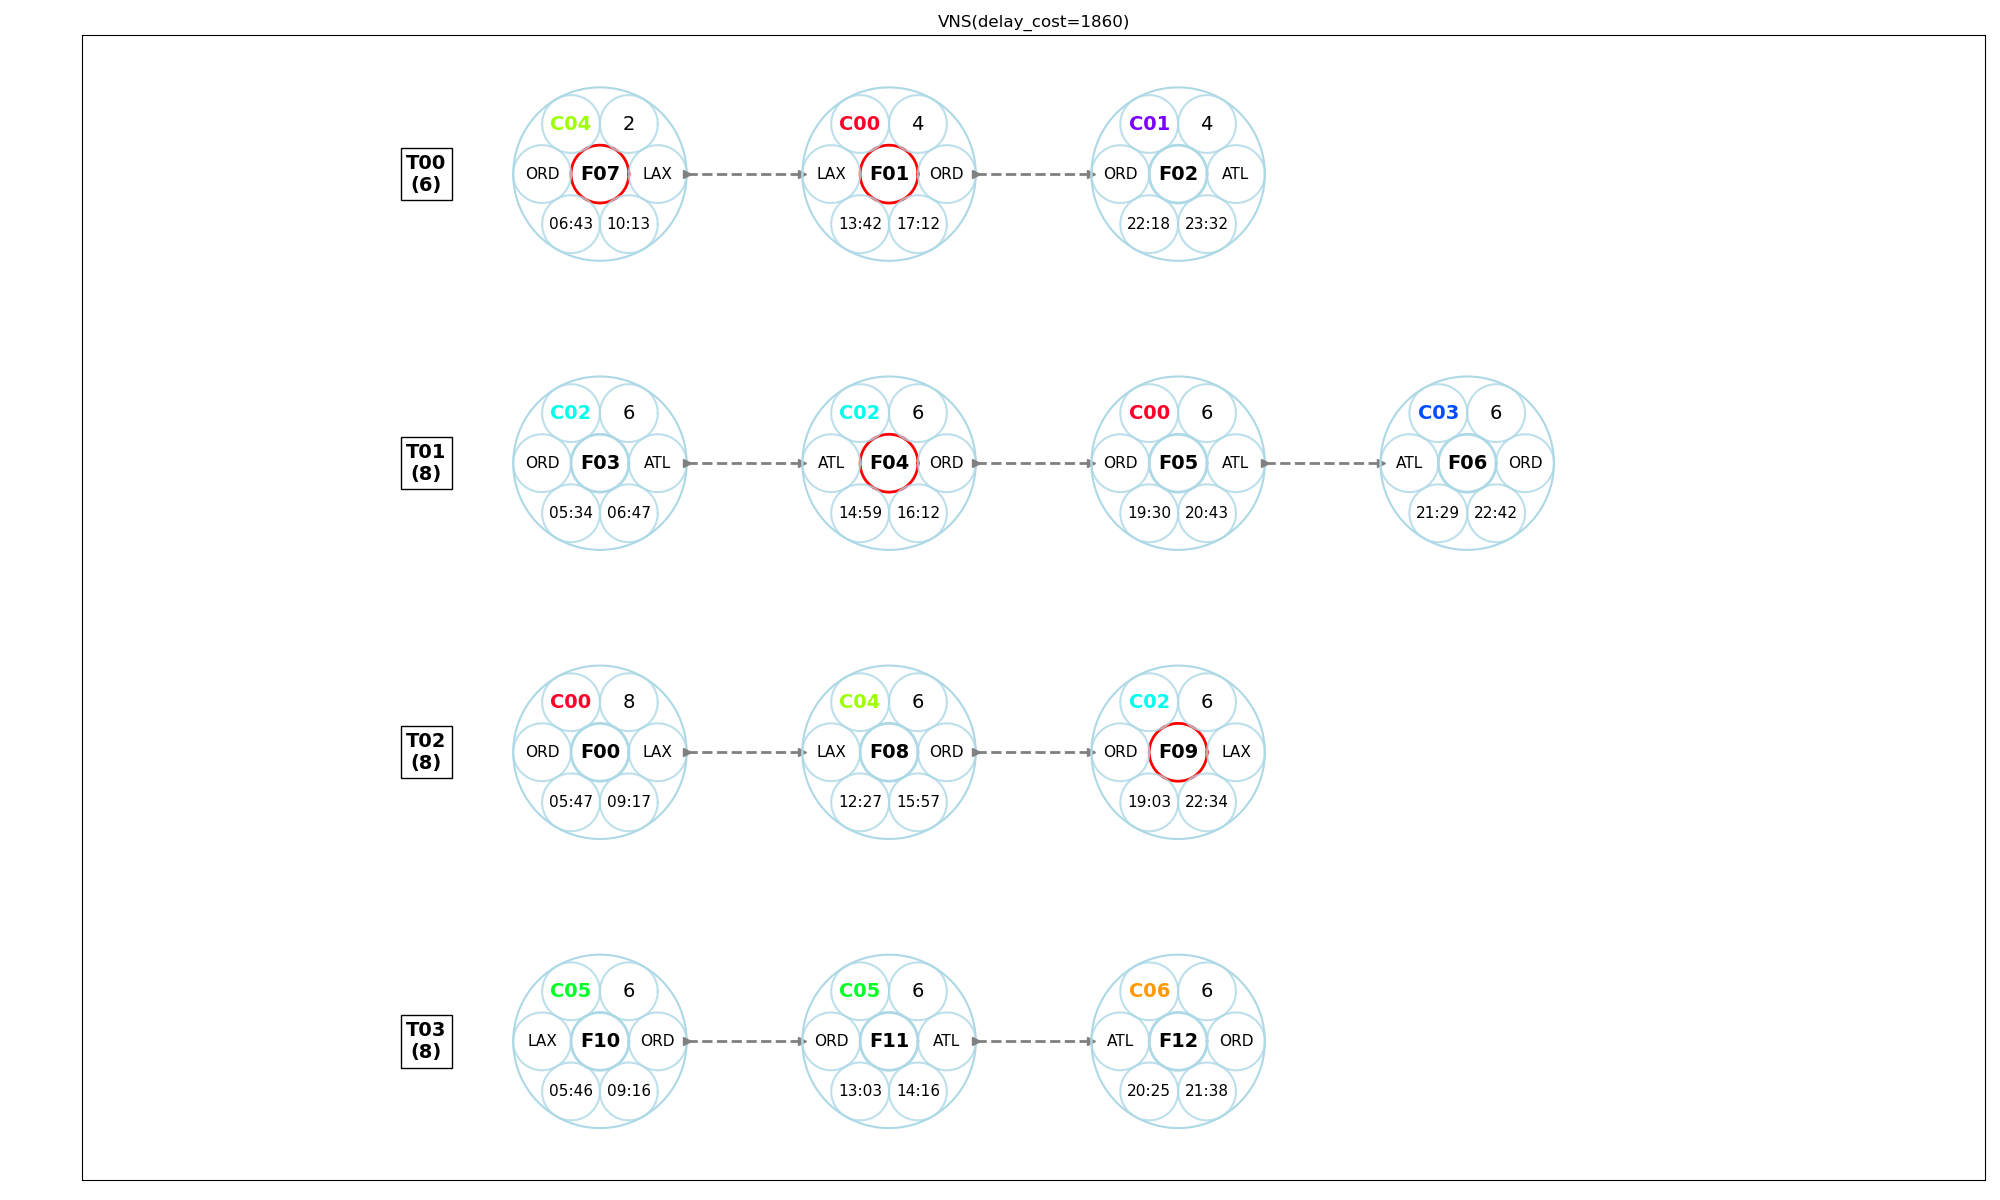 VNS(delay_cost=1860)
T00
(6)
C04 2
ORD F07 LAX
06:43 10:13
C00 4
LAX F01 ORD
13:42 17:12
C01 4
ORD F02 ATL
22:18 23:32
T01
(8)
C02 6
ORD F03 ATL
05:34 06:47
C02 6
ATL F04 ORD
14:59 16:12
C00 6
ORD F05 ATL
19:30 20:43
C03 6
ATL F06 ORD
21:29 22:42
T02
(8)
C00 8
ORD F00 LAX
05:47 09:17
C04 6
LAX F08 ORD
12:27 15:57
C02 6
ORD F09 LAX
19:03 22:34
T03
(8)
C05 6
LAX F10 ORD
05:46 09:16
C05 6
ORD F11 ATL
13:03 14:16
C06 6
ATL F12 ORD
20:25 21:38